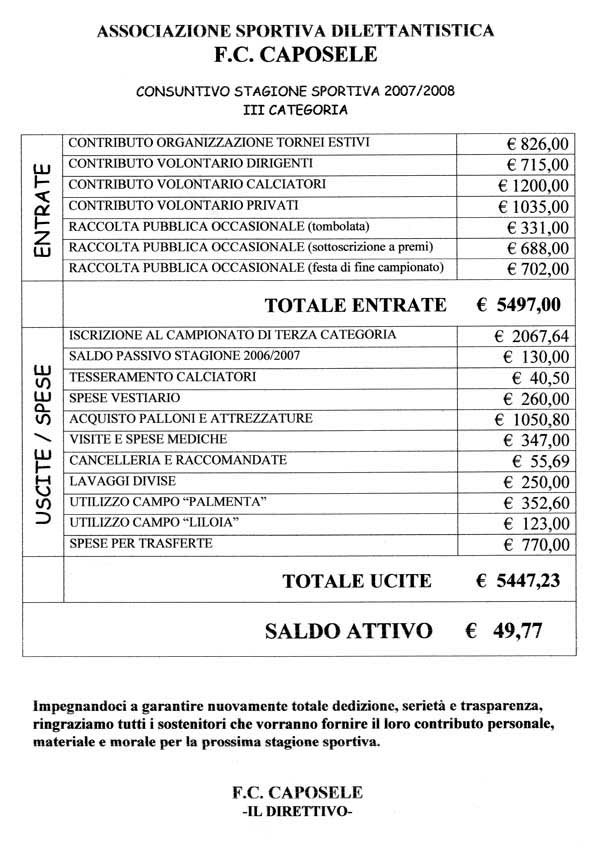 ASSOCIAZIONE SPORTIVA DILETTANTISTICA
F.C. CAPOSELE
CONSUNTIVO STAGIONE SPORTIVA 2007/2008
III CATEGORIA
ENTRATE
CONTRIBUTO ORGANIZZAZIONE TORNEI ESTIVI € 826,00
CONTRIBUTO VOLONTARIO DIRIGENTI € 715,00
CONTRIBUTO VOLONTARIO CALCIATORI € 1200,00
CONTRIBUTO VOLONTARIO PRIVATI € 1035,00
RACCOLTA PUBBLICA OCCASIONALE (tombolata) € 331,00
RACCOLTA PUBBLICA OCCASIONALE (sottoscrizione a premi) € 688,00
RACCOLTA PUBBLICA OCCASIONALE (festa di fine campionato) € 702,00
TOTALE ENTRATE € 5497,00
USCITE / SPESE
ISCRIZIONE AL CAMPIONATO DI TERZA CATEGORIA € 2067,64
SALDO PASSIVO STAGIONE 2006/2007 € 130,00
TESSERAMENTO CALCIATORI € 40,50
SPESE VESTIARIO € 260,00
ACQUISTO PALLONI E ATTREZZATURE € 1050,80
VISITE E SPESE MEDICHE € 347,00
CANCELLERIA E RACCOMANDATE € 55,69
LAVAGGI DIVISE € 250,00
UTILIZZO CAMPO “PALMENTA” € 352,60
UTILIZZO CAMPO “LILOIA” € 123,00
SPESE PER TRASFERTE € 770,00
TOTALE UCITE € 5447,23
SALDO ATTIVO € 49,77
Impegnandoci a garantire nuovamente totale dedizione, serietà e trasparenza,
ringraziamo tutti i sostenitori che vorranno fornire il loro contributo personale,
materiale e morale per la prossima stagione sportiva.
F.C. CAPOSELE
-IL DIRETTIVO-